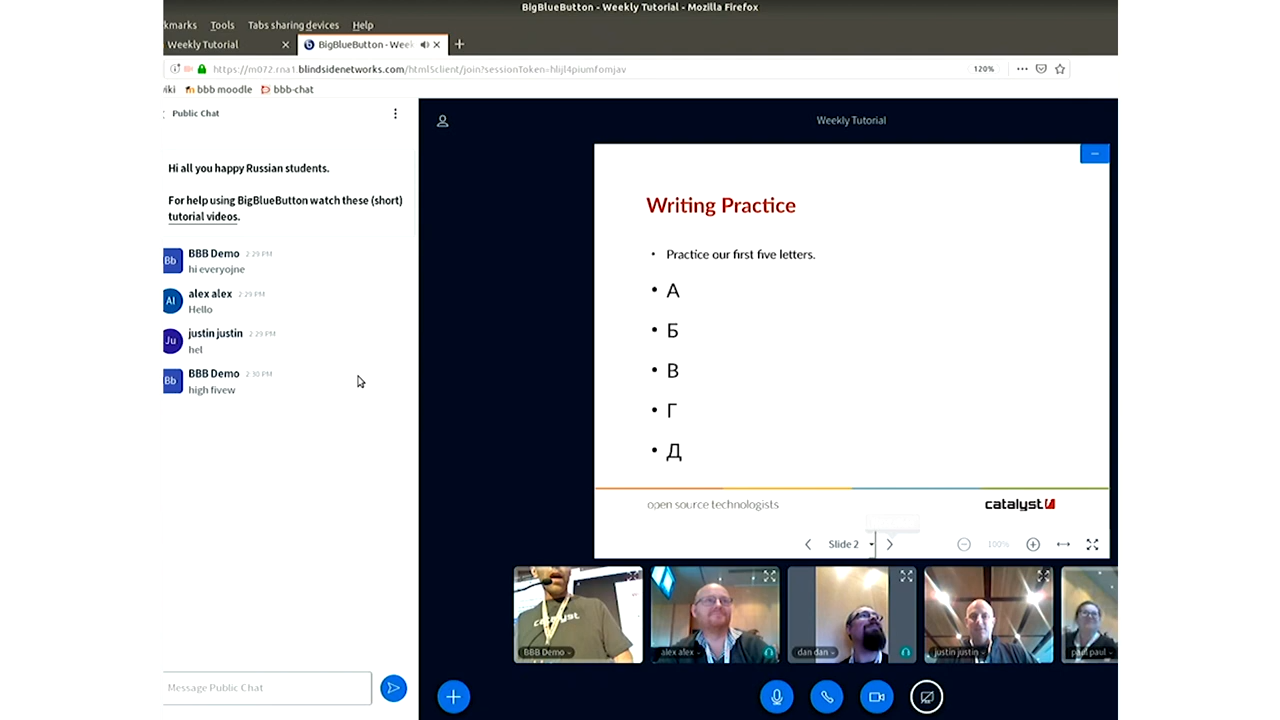 BigBlueButton - Weekly Tutorial - Mozilla Firefox
kmarks Tools Tabs sharing devices Help
Weekly Tutorial
BigBlueButton - Week
https://m072.rna1.blindsidenetworks.com/html5client/join?sessionToken=hlijl4piumfomjav
120%
iki bbb moodle bbb-chat
Public Chat
Hi all you happy Russian students.
For help using BigBlueButton watch these (short)
tutorial videos.
Bb BBB Demo 2:29 PM
hi everyojne
Al alex alex 2:29 PM
Hello
Ju justin justin 2:29 PM
hel
Bb BBB Demo 2:30 PM
high fivew
Message Public Chat
Weekly Tutorial
Writing Practice
• Practice our first five letters.
• А
• Б
• В
• Г
• Д
open source technologists
catalyst
Slide 2
100%
catalyst
BBB Demo
alex alex
dan dan
justin justin
paul paul